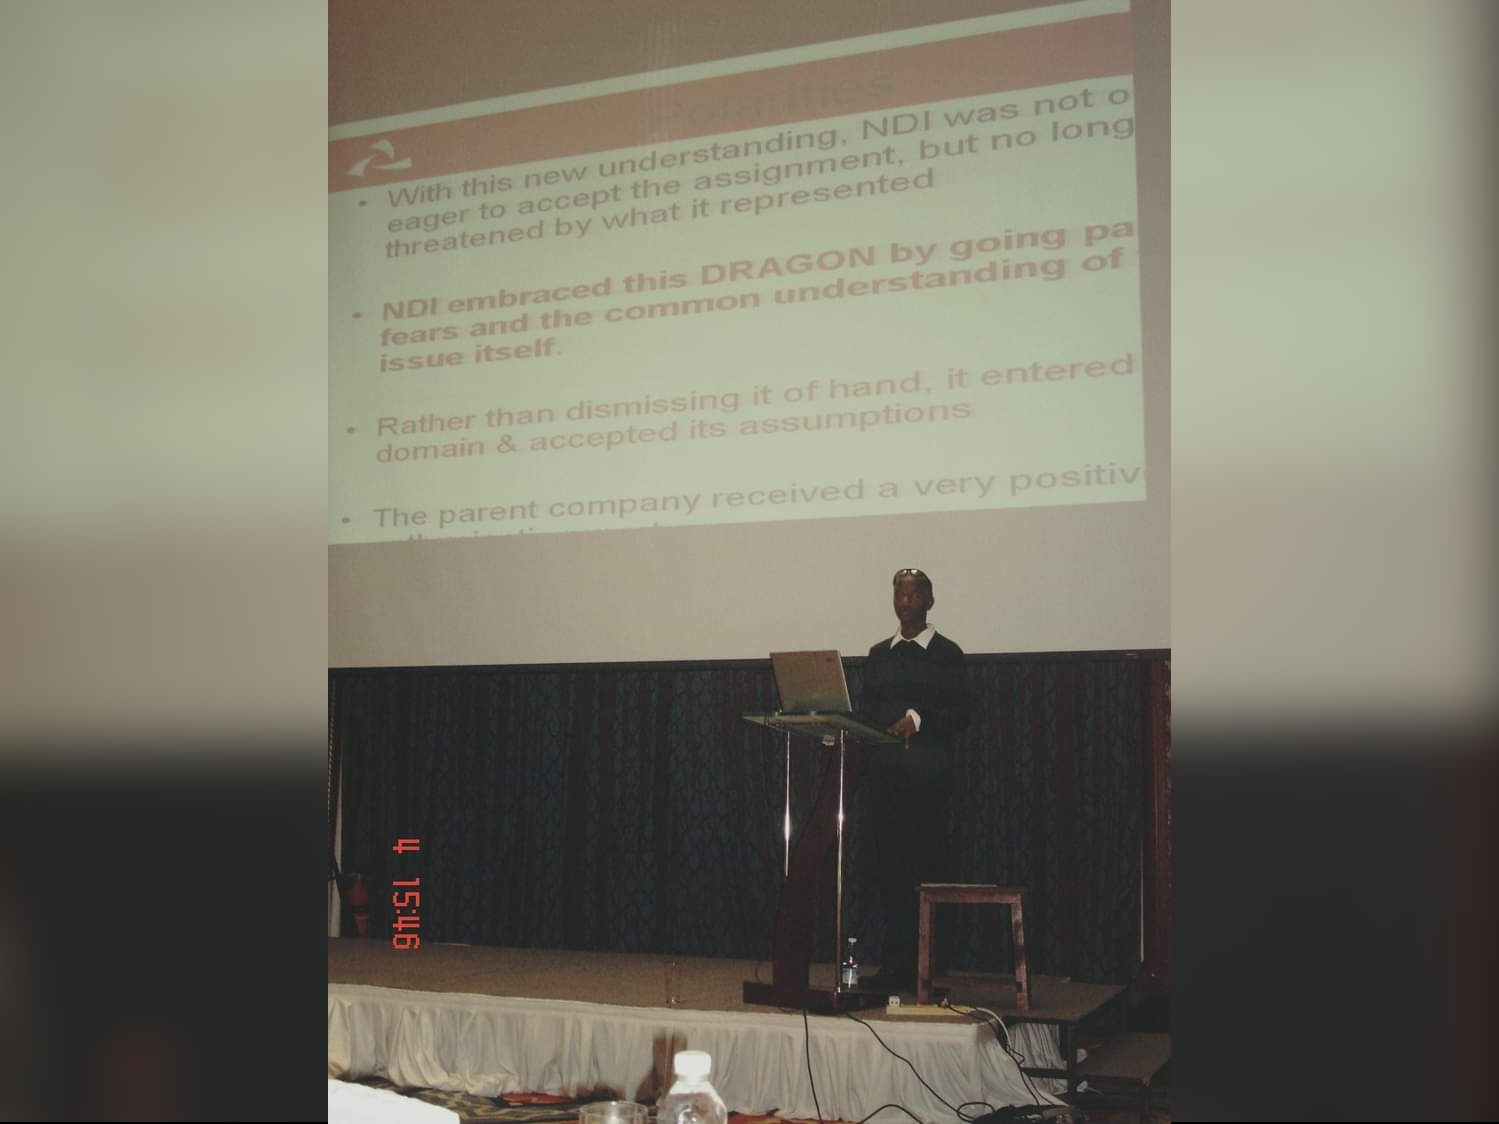 Polarities
With this new understanding, NDI was not o
eager to accept the assignment, but no long
threatened by what it represented
NDI embraced this DRAGON by going pa
fears and the common understanding of
issue itself.
Rather than dismissing it of hand, it entered
domain & accepted its assumptions
The parent company received a very positiv
4 15:46